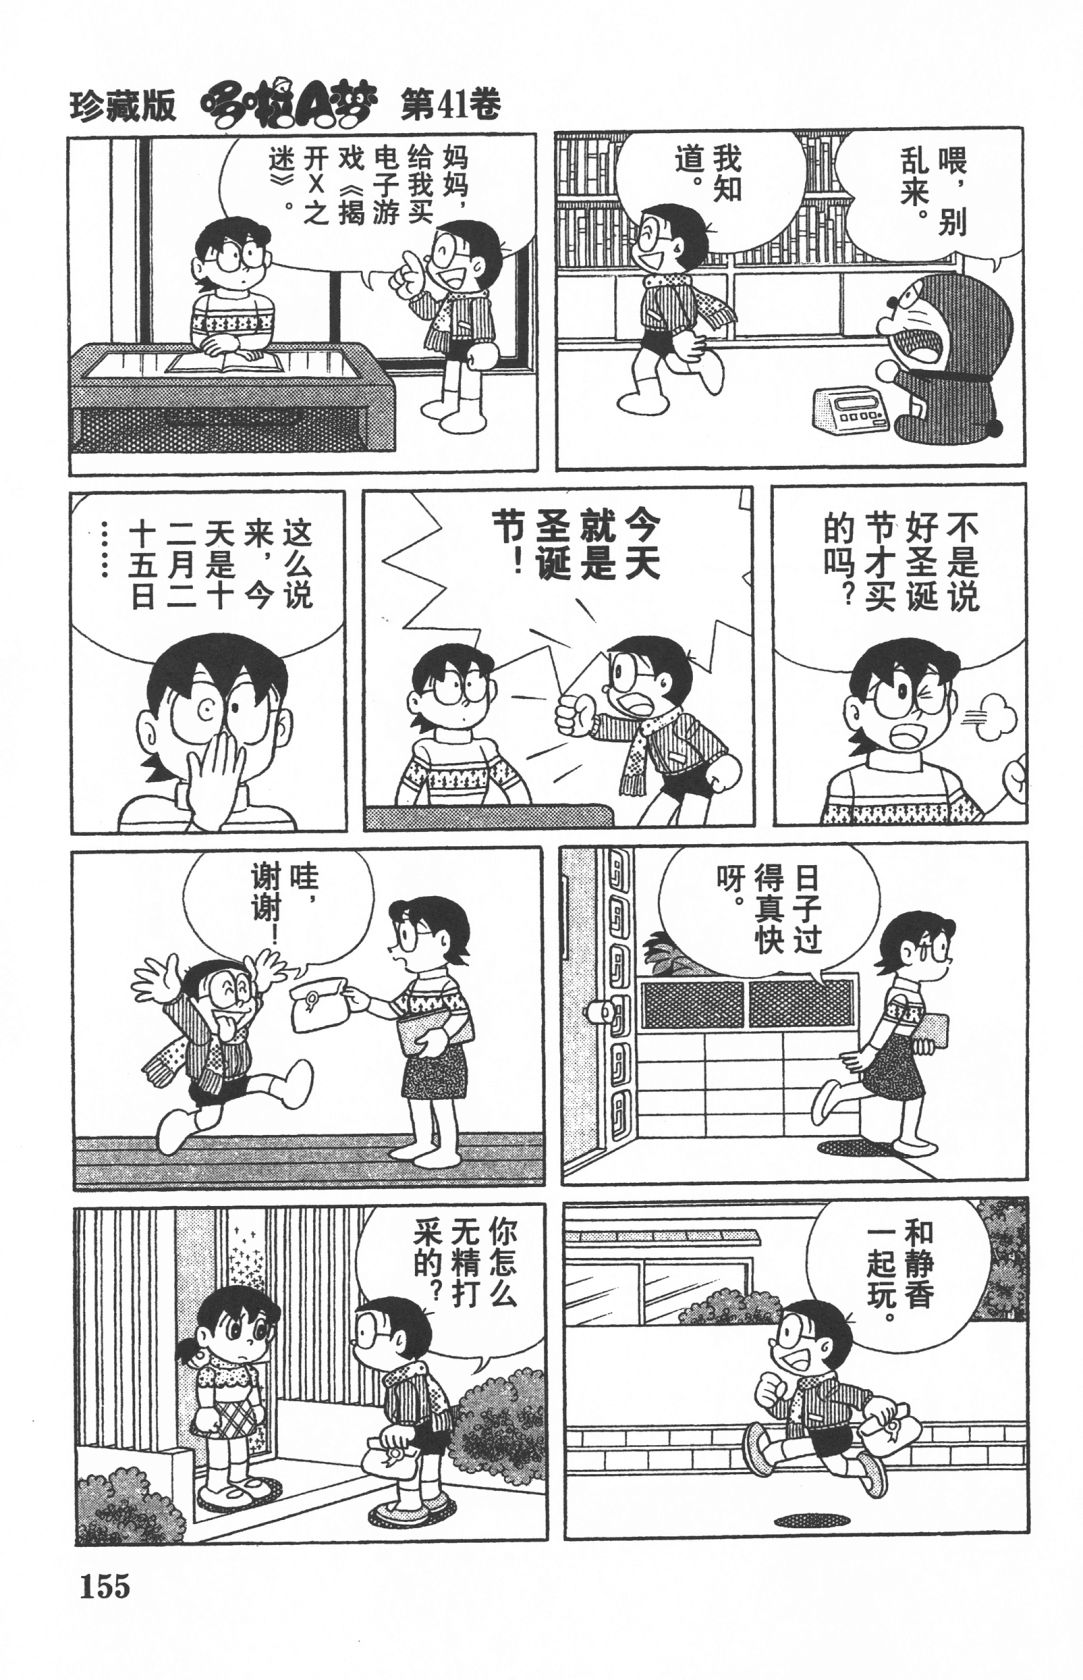 珍藏版 哆啦A梦 第41卷
喂，别
乱来。
我知
道。
妈妈，
给我买
电子游
戏《揭
开X之
迷》。
不是说
好圣诞
节才买
的吗？
今天
就是
圣诞
节！
这么说
来，今
天是十
二月二
十五日
……
日子过
得真快
呀。
哇，
谢谢！
和静香
一起玩。
你怎么
无精打
采的？
155